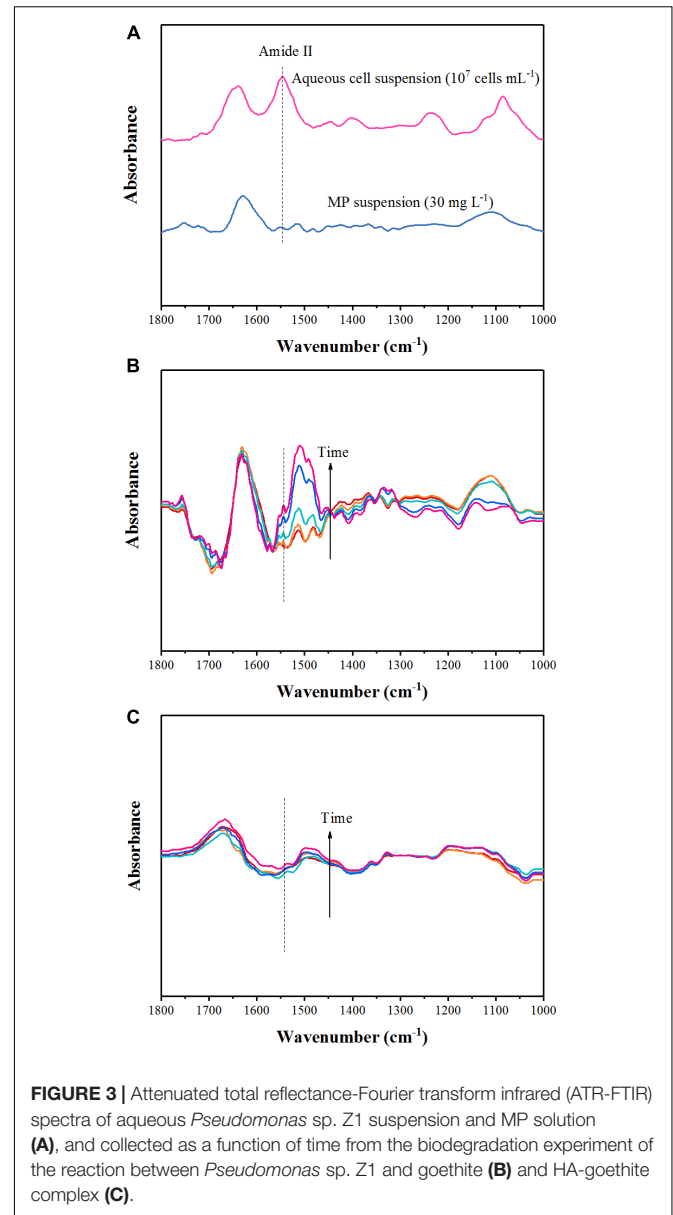 A
Amide II
Aqueous cell suspension (10⁷ cells mL⁻¹)
MP suspension (30 mg L⁻¹)
Absorbance
1800 1700 1600 1500 1400 1300 1200 1100 1000
Wavenumber (cm⁻¹)
B
Time
Absorbance
1800 1700 1600 1500 1400 1300 1200 1100 1000
Wavenumber (cm⁻¹)
C
Time
Absorbance
1800 1700 1600 1500 1400 1300 1200 1100 1000
Wavenumber (cm⁻¹)
FIGURE 3 | Attenuated total reflectance-Fourier transform infrared (ATR-FTIR)
spectra of aqueous Pseudomonas sp. Z1 suspension and MP solution
(A), and collected as a function of time from the biodegradation experiment of
the reaction between Pseudomonas sp. Z1 and goethite (B) and HA-goethite
complex (C).